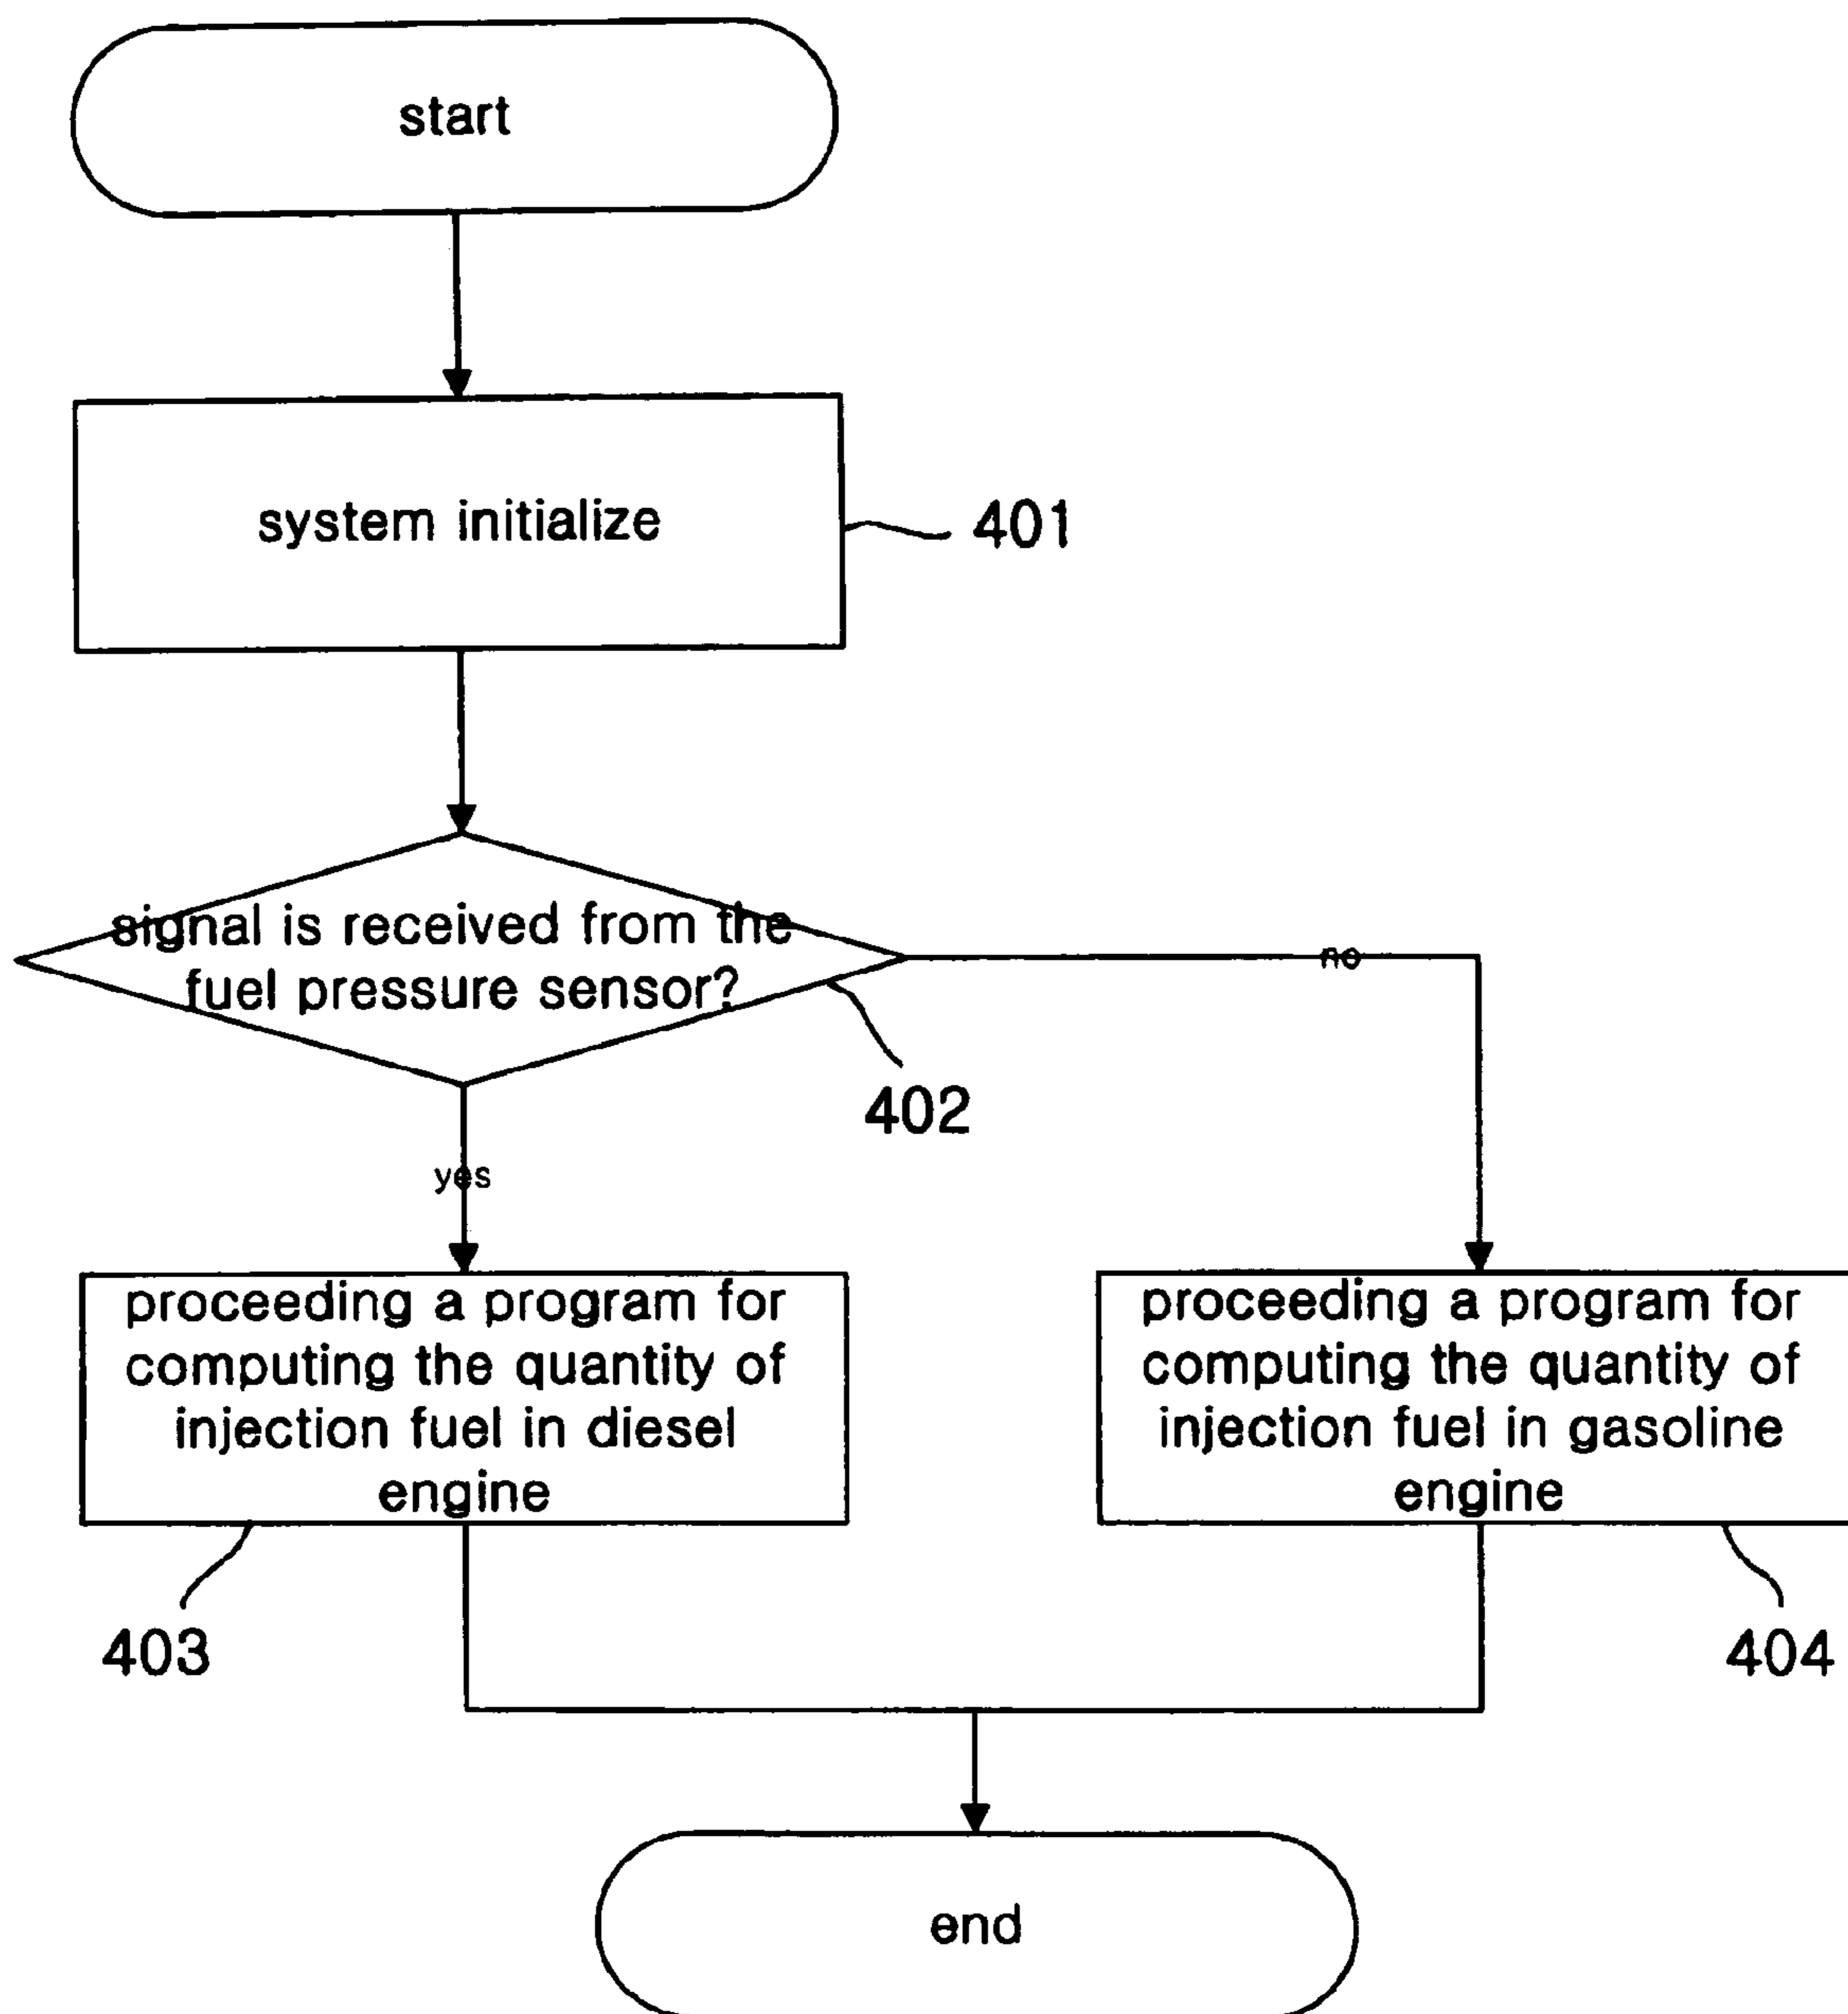 start
system initialize
401
signal is received from the
fuel pressure sensor?
no
402
yes
proceeding a program for
computing the quantity of
injection fuel in diesel
engine
proceeding a program for
computing the quantity of
injection fuel in gasoline
engine
403
404
end